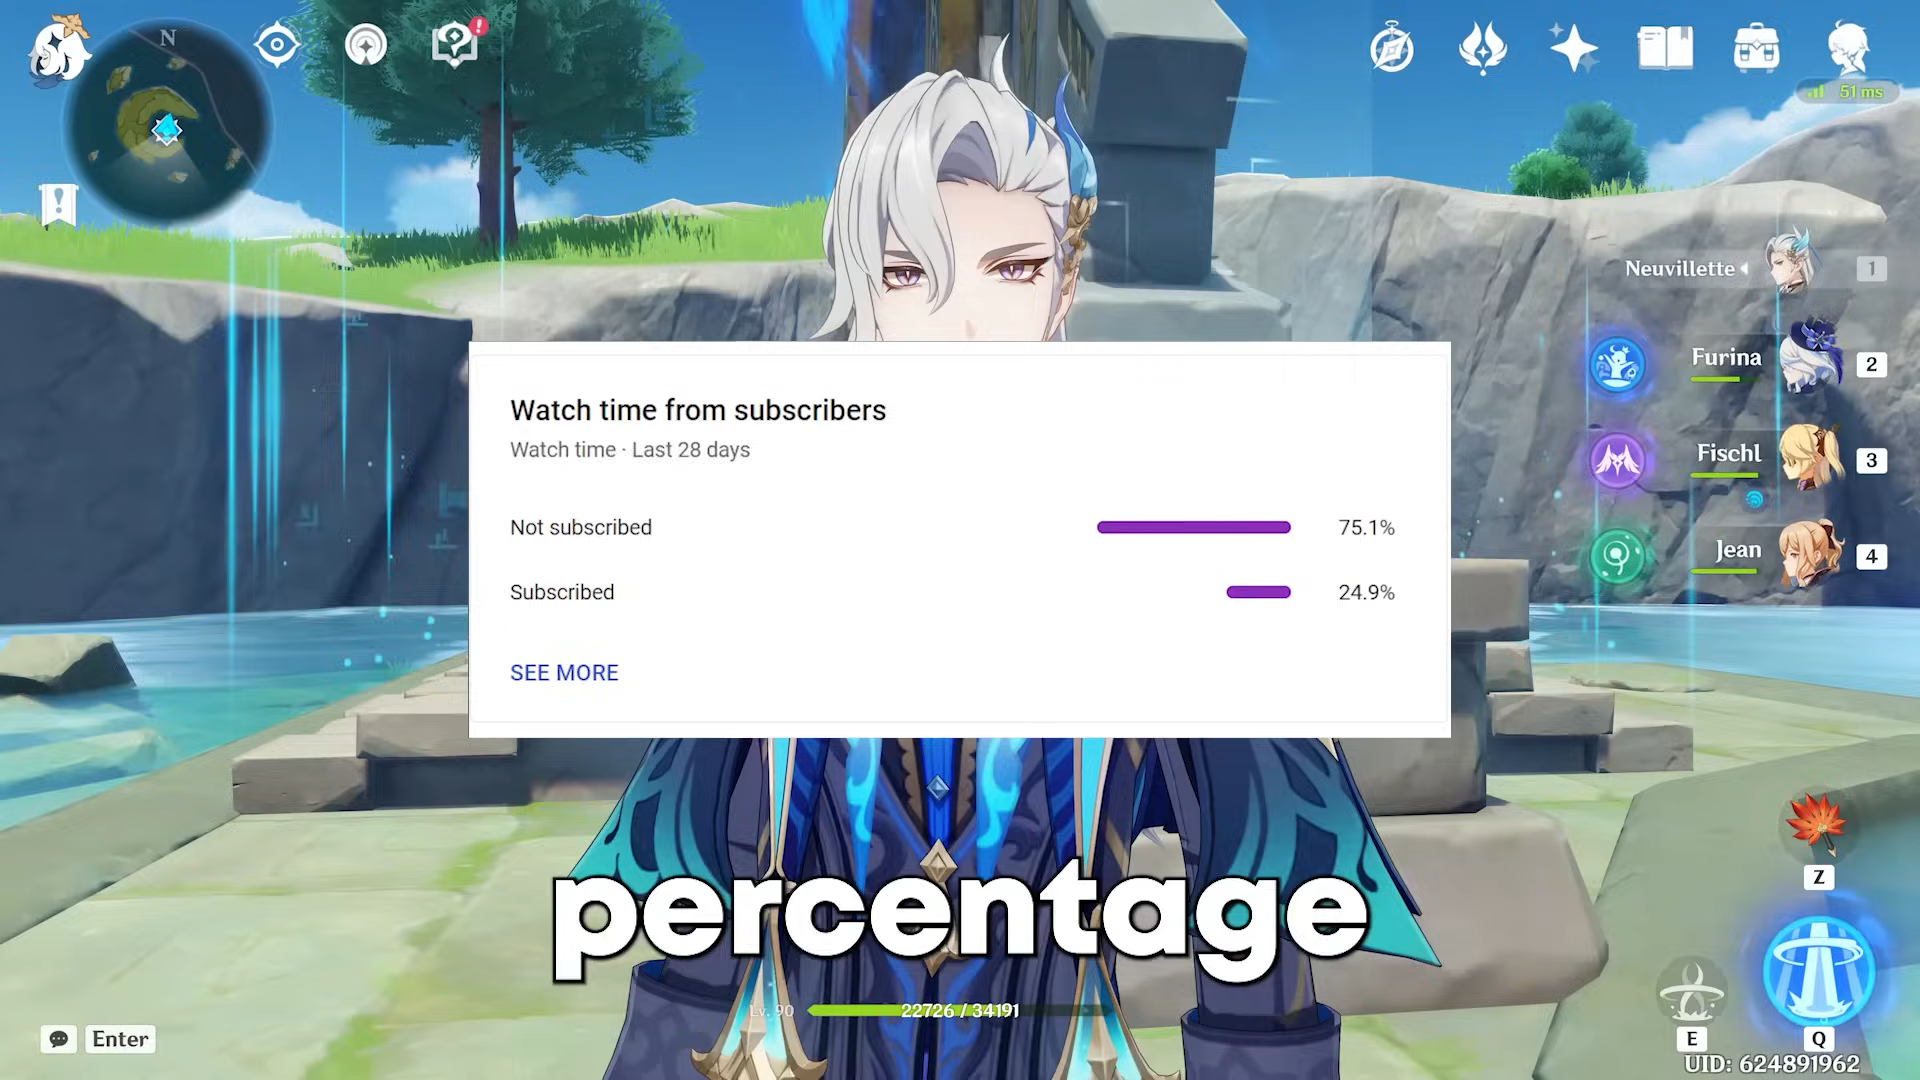 N
51 ms
Neuvillette
1
Furina
2
Fischl
3
Jean
4
Watch time from subscribers
Watch time · Last 28 days
Not subscribed 75.1%
Subscribed 24.9%
SEE MORE
percentage
Z
Lv. 90
22726 / 34191
Enter
E
Q
UID: 624891962